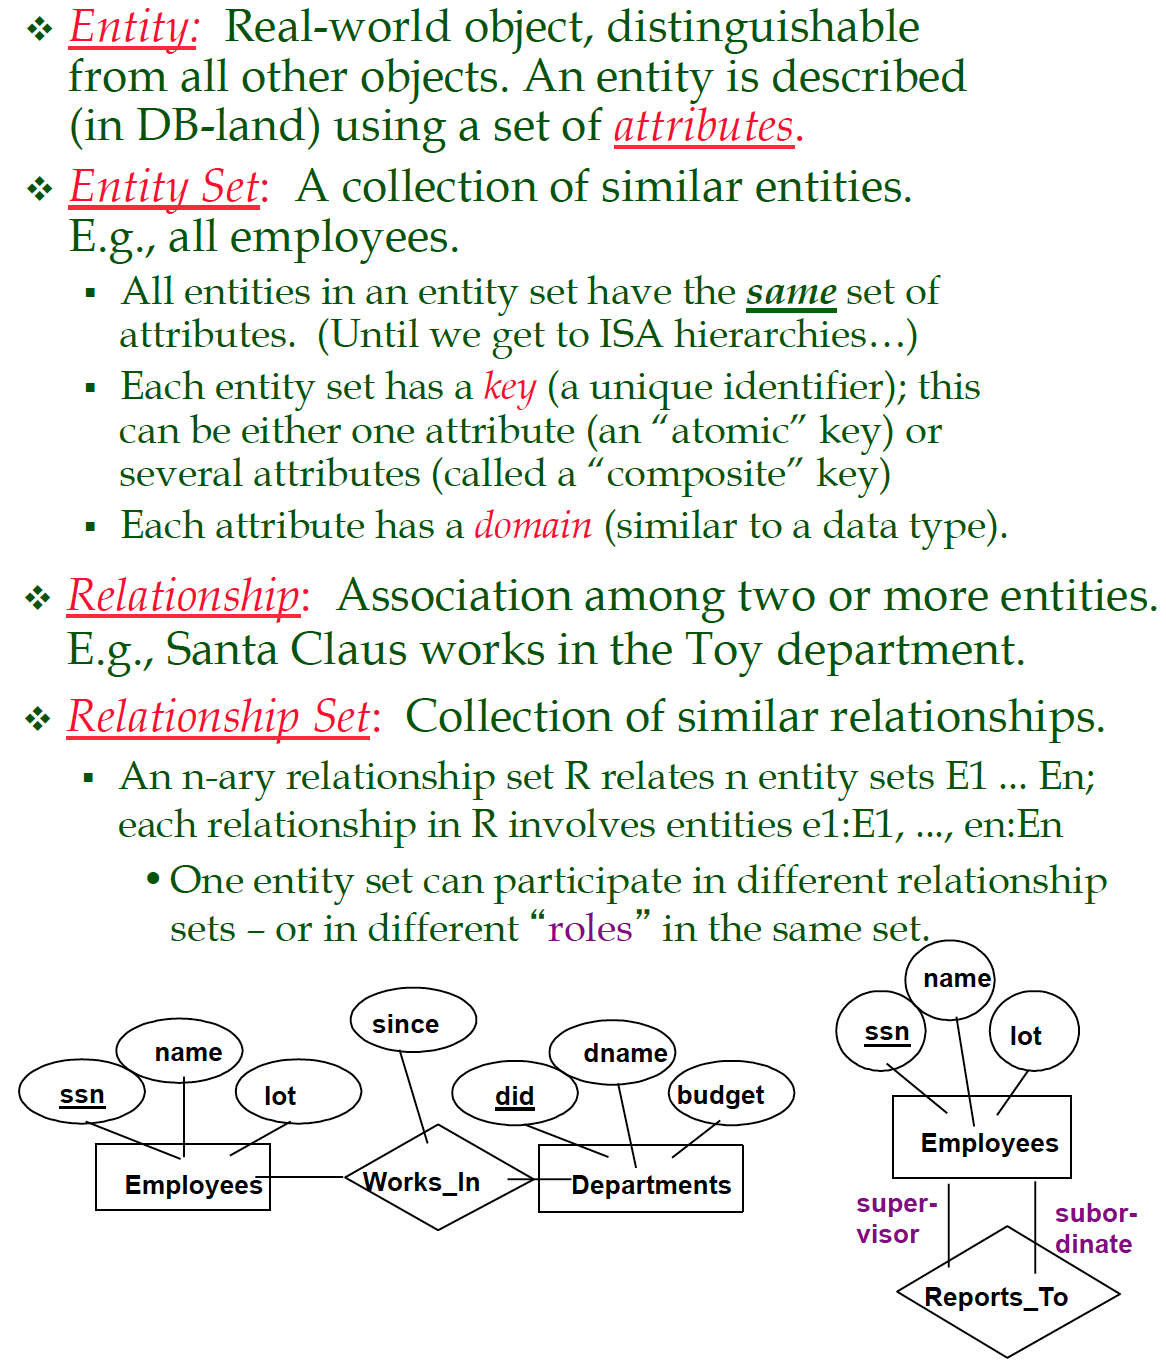 ❖ Entity: Real-world object, distinguishable
from all other objects. An entity is described
(in DB-land) using a set of attributes.
❖ Entity Set: A collection of similar entities.
E.g., all employees.
▪ All entities in an entity set have the same set of
attributes. (Until we get to ISA hierarchies…)
▪ Each entity set has a key (a unique identifier); this
can be either one attribute (an “atomic” key) or
several attributes (called a “composite” key)
▪ Each attribute has a domain (similar to a data type).
❖ Relationship: Association among two or more entities.
E.g., Santa Claus works in the Toy department.
❖ Relationship Set: Collection of similar relationships.
▪ An n-ary relationship set R relates n entity sets E1 ... En;
each relationship in R involves entities e1:E1, ..., en:En
• One entity set can participate in different relationship
sets – or in different “roles” in the same set.
ssn
name
lot
Employees
since
Works_In
did
dname
budget
Departments
ssn
name
lot
Employees
super-
visor
subor-
dinate
Reports_To